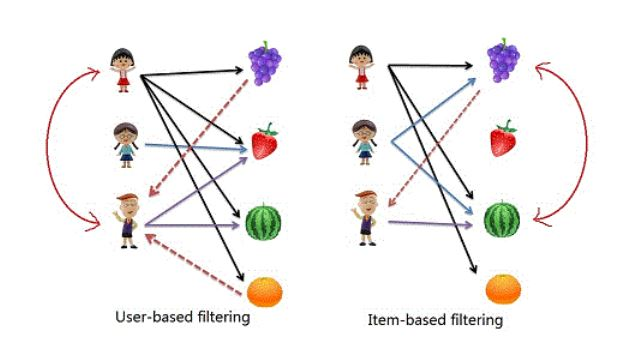 User-based filtering
Item-based filtering